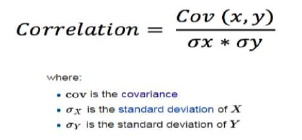 Correlation = Cov (x, y) / σx * σy
where:
• cov is the covariance
• σX is the standard deviation of X
• σY is the standard deviation of Y